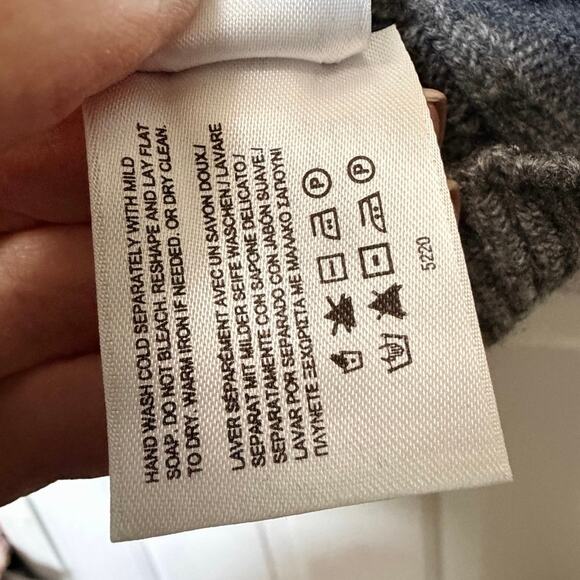 HAND WASH COLD SEPARATELY WITH MILD
SOAP. DO NOT BLEACH. RESHAPE AND LAY FLAT
TO DRY. WARM IRON IF NEEDED. OR DRY CLEAN.
LAVER SÉPARÉMENT AVEC UN SAVON DOUX./
SEPARAT MIT MILDER SEIFE WASCHEN / LAVARE
SEPARATAMENTE CON SAPONE DELICATO /
LAVAR POR SEPARADO CON JABON SUAVE./
ΠΛΥΝΕΤΕ ΞΕΧΩΡΙΣΤΑ ΜΕ ΜΑΛΑΚΟ ΣΑΠΟΥΝΙ
P
P
5220